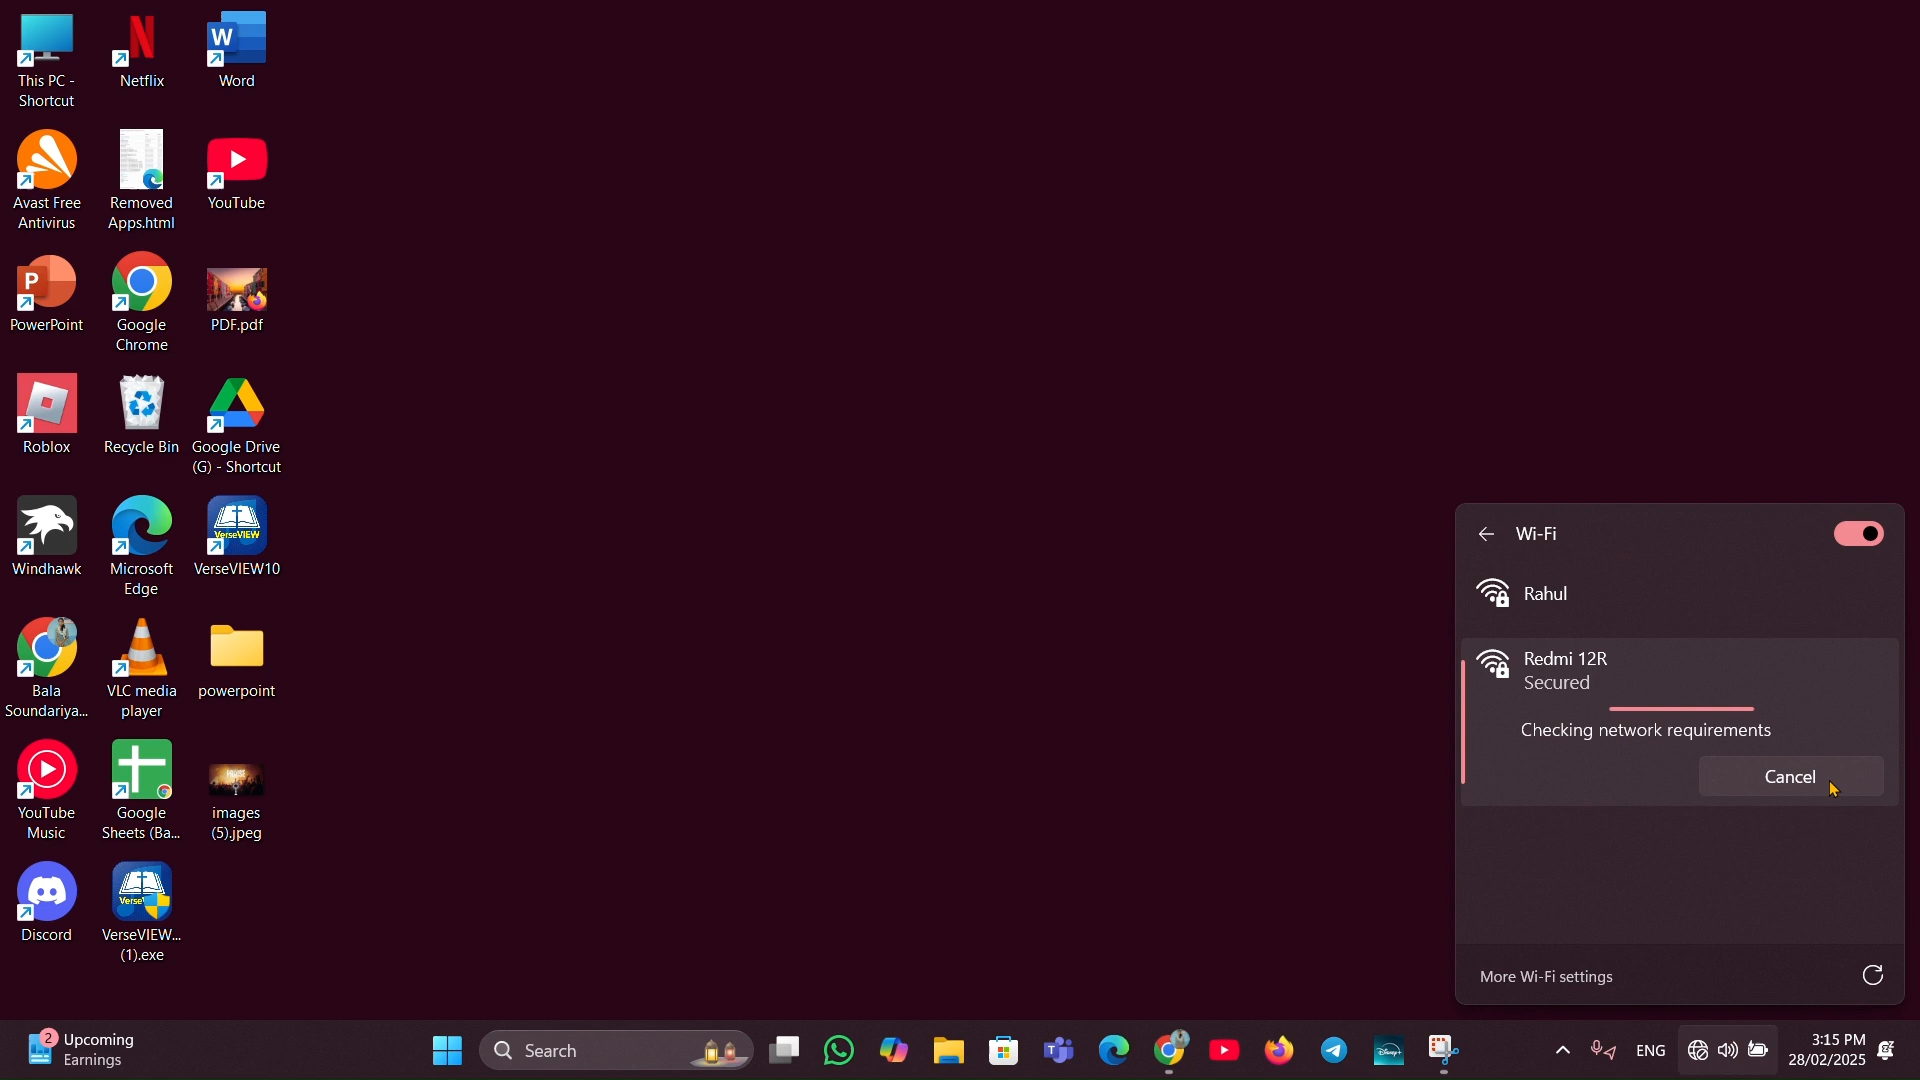 This PC -
Shortcut
Netflix
W
Word
Avast Free
Antivirus
Removed
Apps.html
YouTube
P
PowerPoint
Google
Chrome
PDF.pdf
Roblox
Recycle Bin
Google Drive
(G) - Shortcut
Windhawk
Microsoft
Edge
VerseVIEW
VerseVIEW10
Bala
Soundariya...
VLC media
player
powerpoint
YouTube
Music
Google
Sheets (Ba...
images
(5).jpeg
Discord
VerseVIEW...
(1).exe
Wi-Fi
Rahul
Redmi 12R
Secured
Checking network requirements
Cancel
More Wi-Fi settings
2
Upcoming
Earnings
Search
Disney+
ENG
3:15 PM
28/02/2025